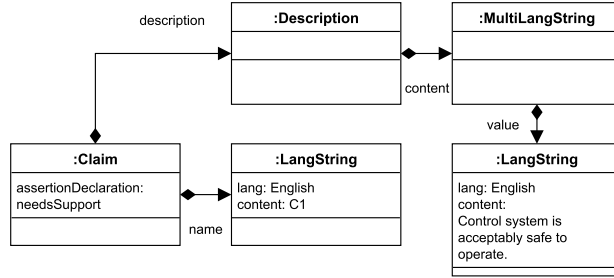 description
:Description
:MultiLangString
content
value
:Claim
assertionDeclaration:
needsSupport
name
:LangString
lang: English
content: C1
:LangString
lang: English
content:
Control system is
acceptably safe to
operate.